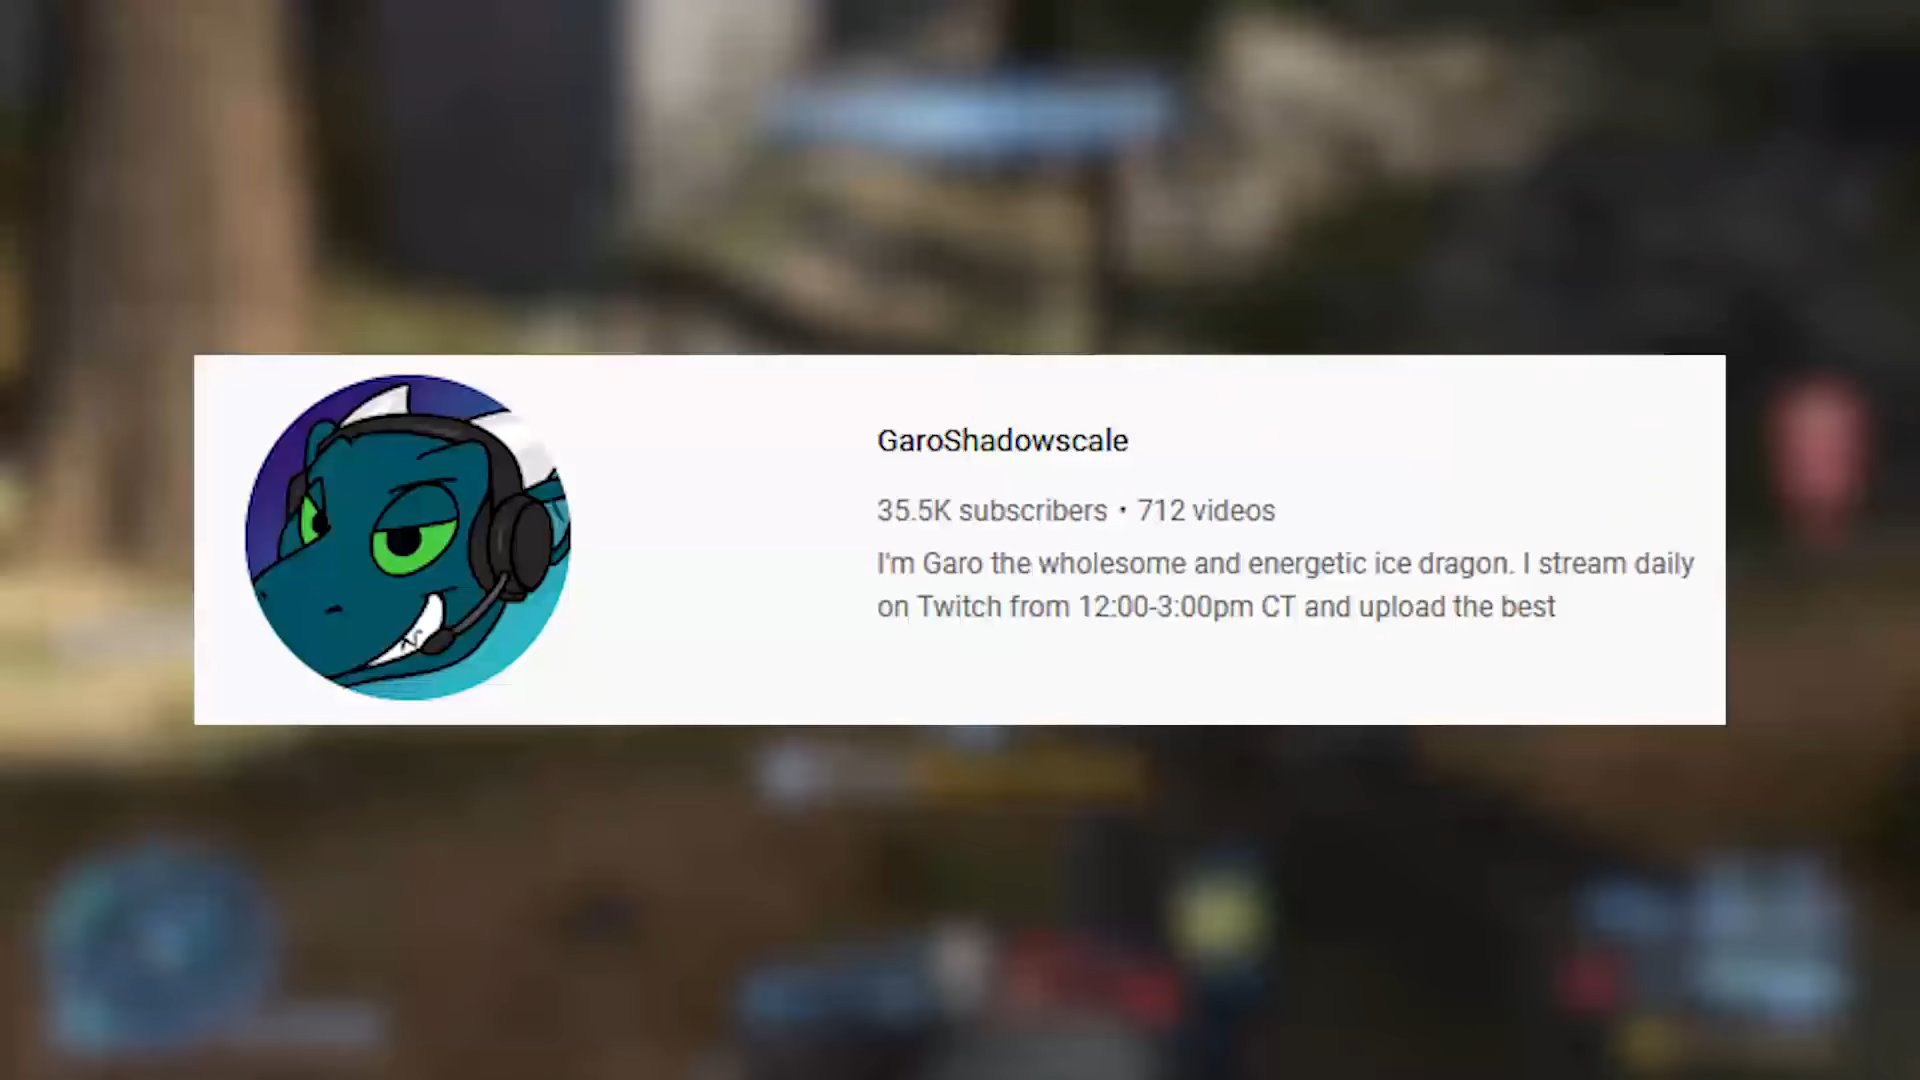 GaroShadowscale
35.5K subscribers • 712 videos
I'm Garo the wholesome and energetic ice dragon. I stream daily
on Twitch from 12:00-3:00pm CT and upload the best